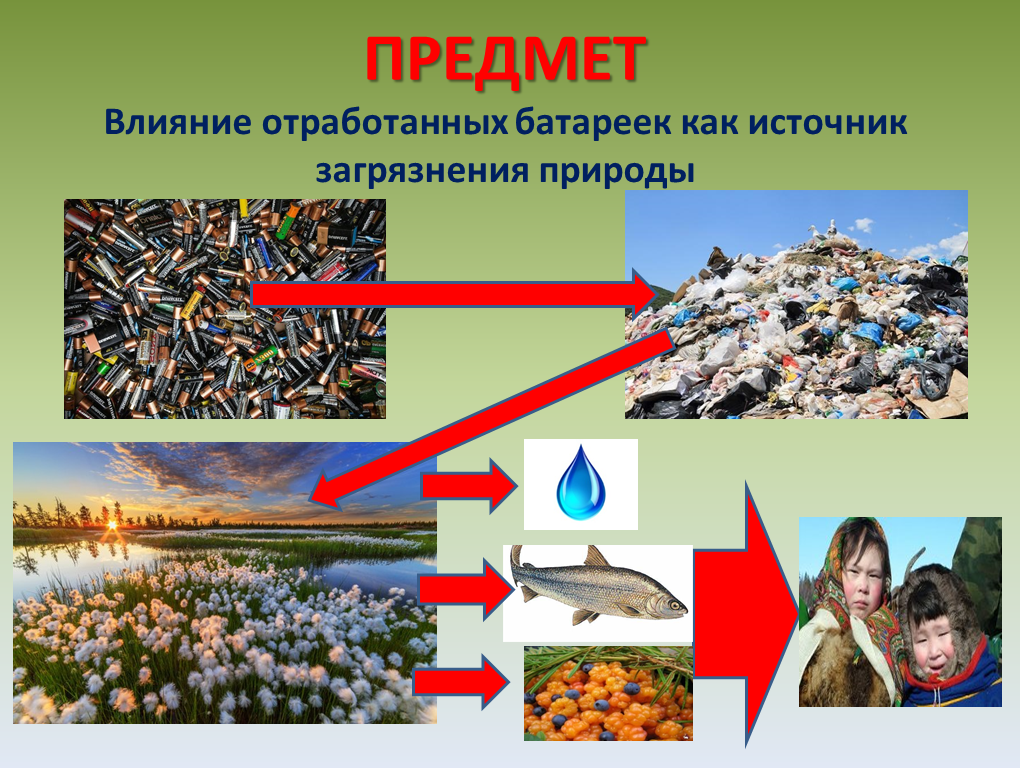 ПРЕДМЕТ
Влияние отработанных батареек как источник
загрязнения природы